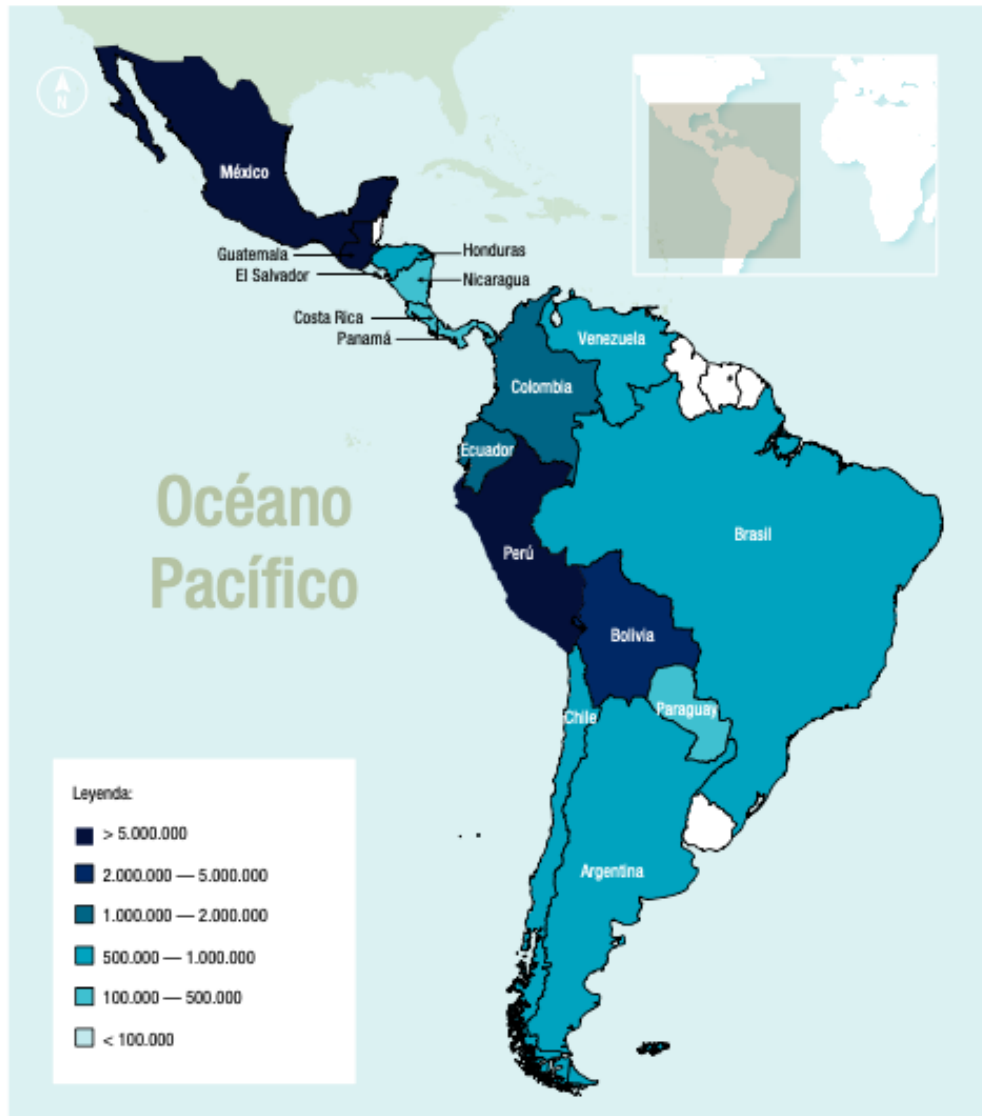 N
México
Guatemala
El Salvador
Honduras
Nicaragua
Costa Rica
Panamá
Venezuela
Colombia
Ecuador
Océano
Pacífico
Perú
Brasil
Bolivia
Paraguay
Chile
Argentina
Leyenda:
> 5.000.000
2.000.000 — 5.000.000
1.000.000 — 2.000.000
500.000 — 1.000.000
100.000 — 500.000
< 100.000